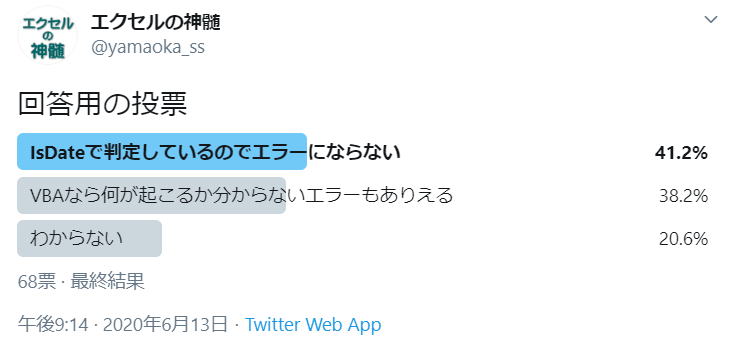 エクセル
の
神髄
エクセルの神髄
@yamaoka_ss
回答用の投票
IsDateで判定しているのでエラーにならない 41.2%
VBAなら何が起こるか分からないエラーもありえる 38.2%
わからない 20.6%
68票 · 最終結果
午後9:14 · 2020年6月13日 · Twitter Web App